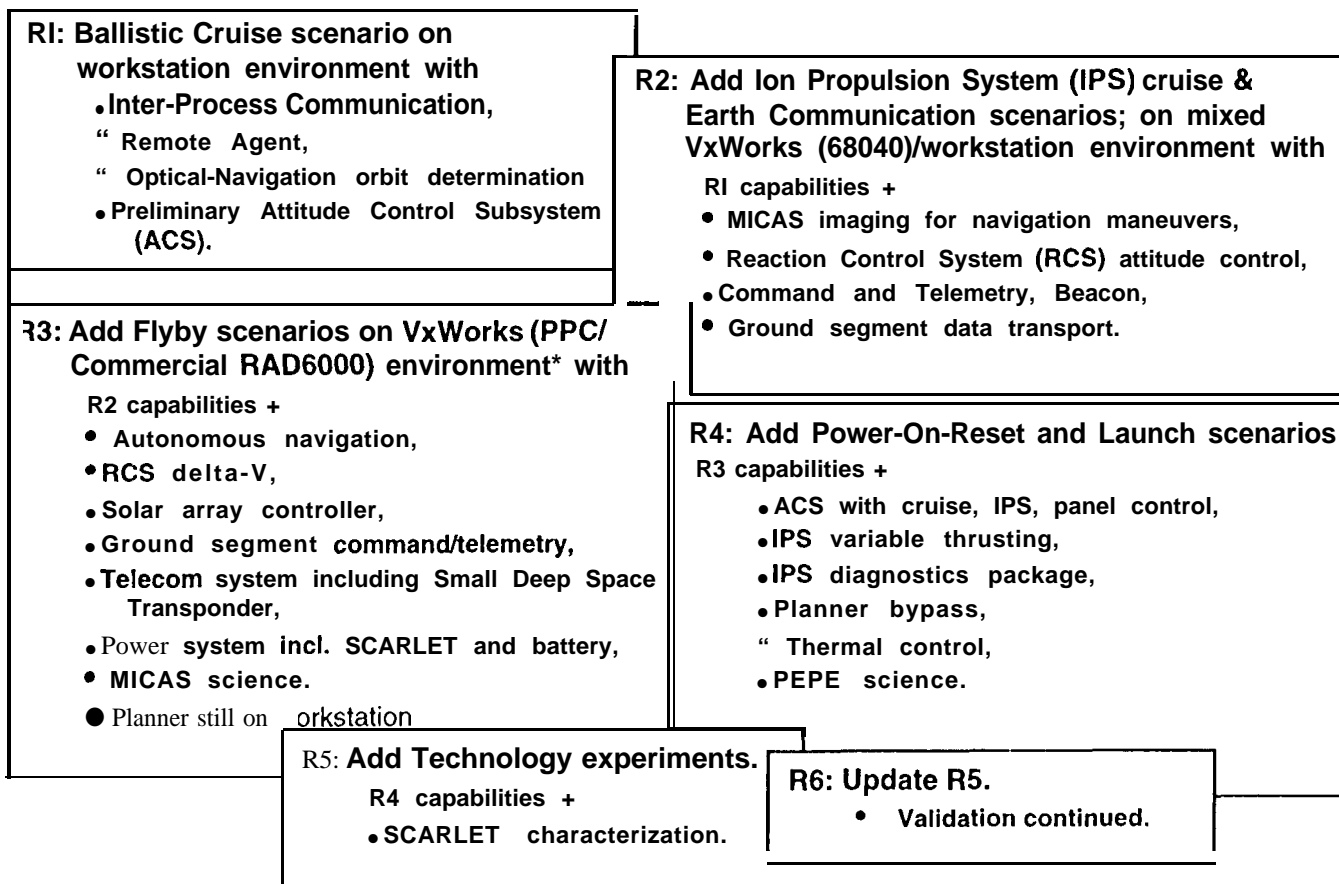 RI: Ballistic Cruise scenario on
workstation environment with
• Inter-Process Communication,
“ Remote Agent,
“ Optical-Navigation orbit determination
• Preliminary Attitude Control Subsystem
(ACS).
R2: Add Ion Propulsion System (IPS) cruise &
Earth Communication scenarios; on mixed
VxWorks (68040)/workstation environment with
RI capabilities +
• MICAS imaging for navigation maneuvers,
• Reaction Control System (RCS) attitude control,
• Command and Telemetry, Beacon,
• Ground segment data transport.
R3: Add Flyby scenarios on VxWorks (PPC/
Commercial RAD6000) environment* with
R2 capabilities +
• Autonomous navigation,
• RCS delta-V,
• Solar array controller,
• Ground segment command/telemetry,
• Telecom system including Small Deep Space
Transponder,
• Power system incl. SCARLET and battery,
• MICAS science.
● Planner still on orkstation
R4: Add Power-On-Reset and Launch scenarios
R3 capabilities +
• ACS with cruise, IPS, panel control,
• IPS variable thrusting,
• IPS diagnostics package,
• Planner bypass,
“ Thermal control,
• PEPE science.
R5: Add Technology experiments.
R4 capabilities +
• SCARLET characterization.
R6: Update R5.
• Validation continued.